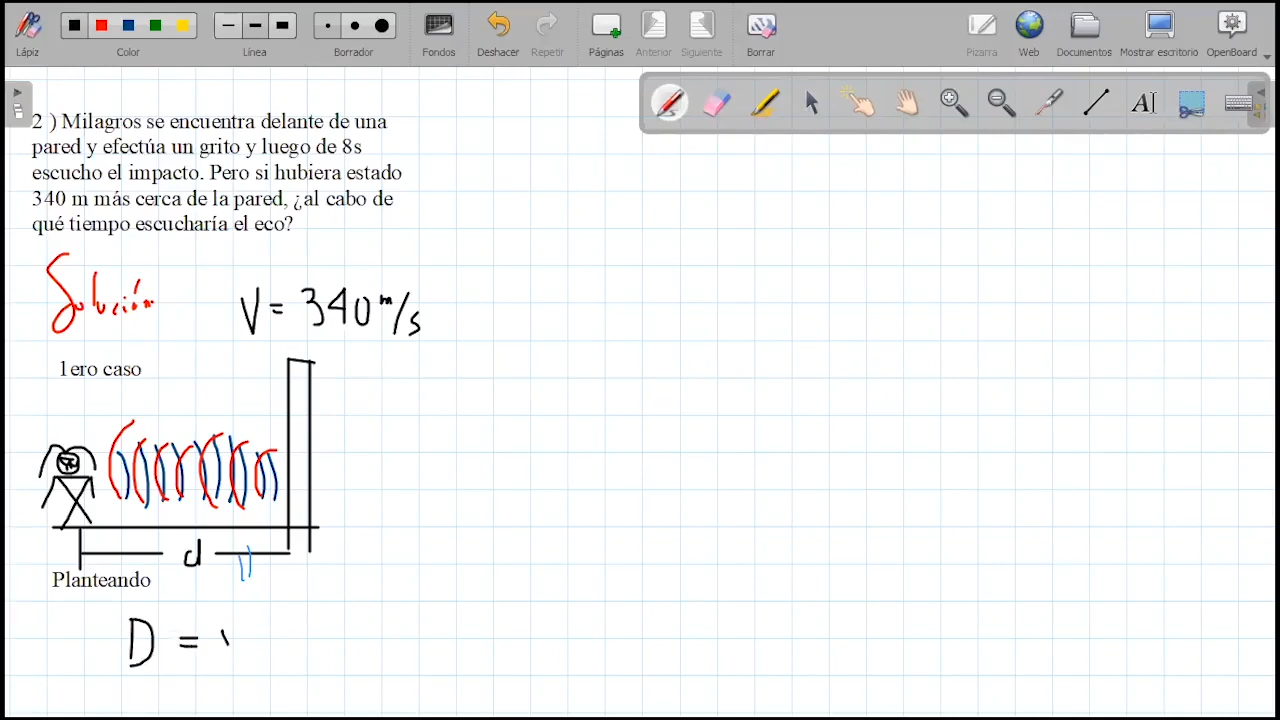 Lápiz
Color
Línea
Borrador
Fondos
Deshacer
Repetir
Páginas
Anterior
Siguiente
Borrar
Pizarra
Web
Documentos
Mostrar escritorio
OpenBoard
2 ) Milagros se encuentra delante de una
pared y efectúa un grito y luego de 8s
escucho el impacto. Pero si hubiera estado
340 m más cerca de la pared, ¿al cabo de
qué tiempo escucharía el eco?
Solución
V = 340 m/s
1ero caso
d
Planteando
D =